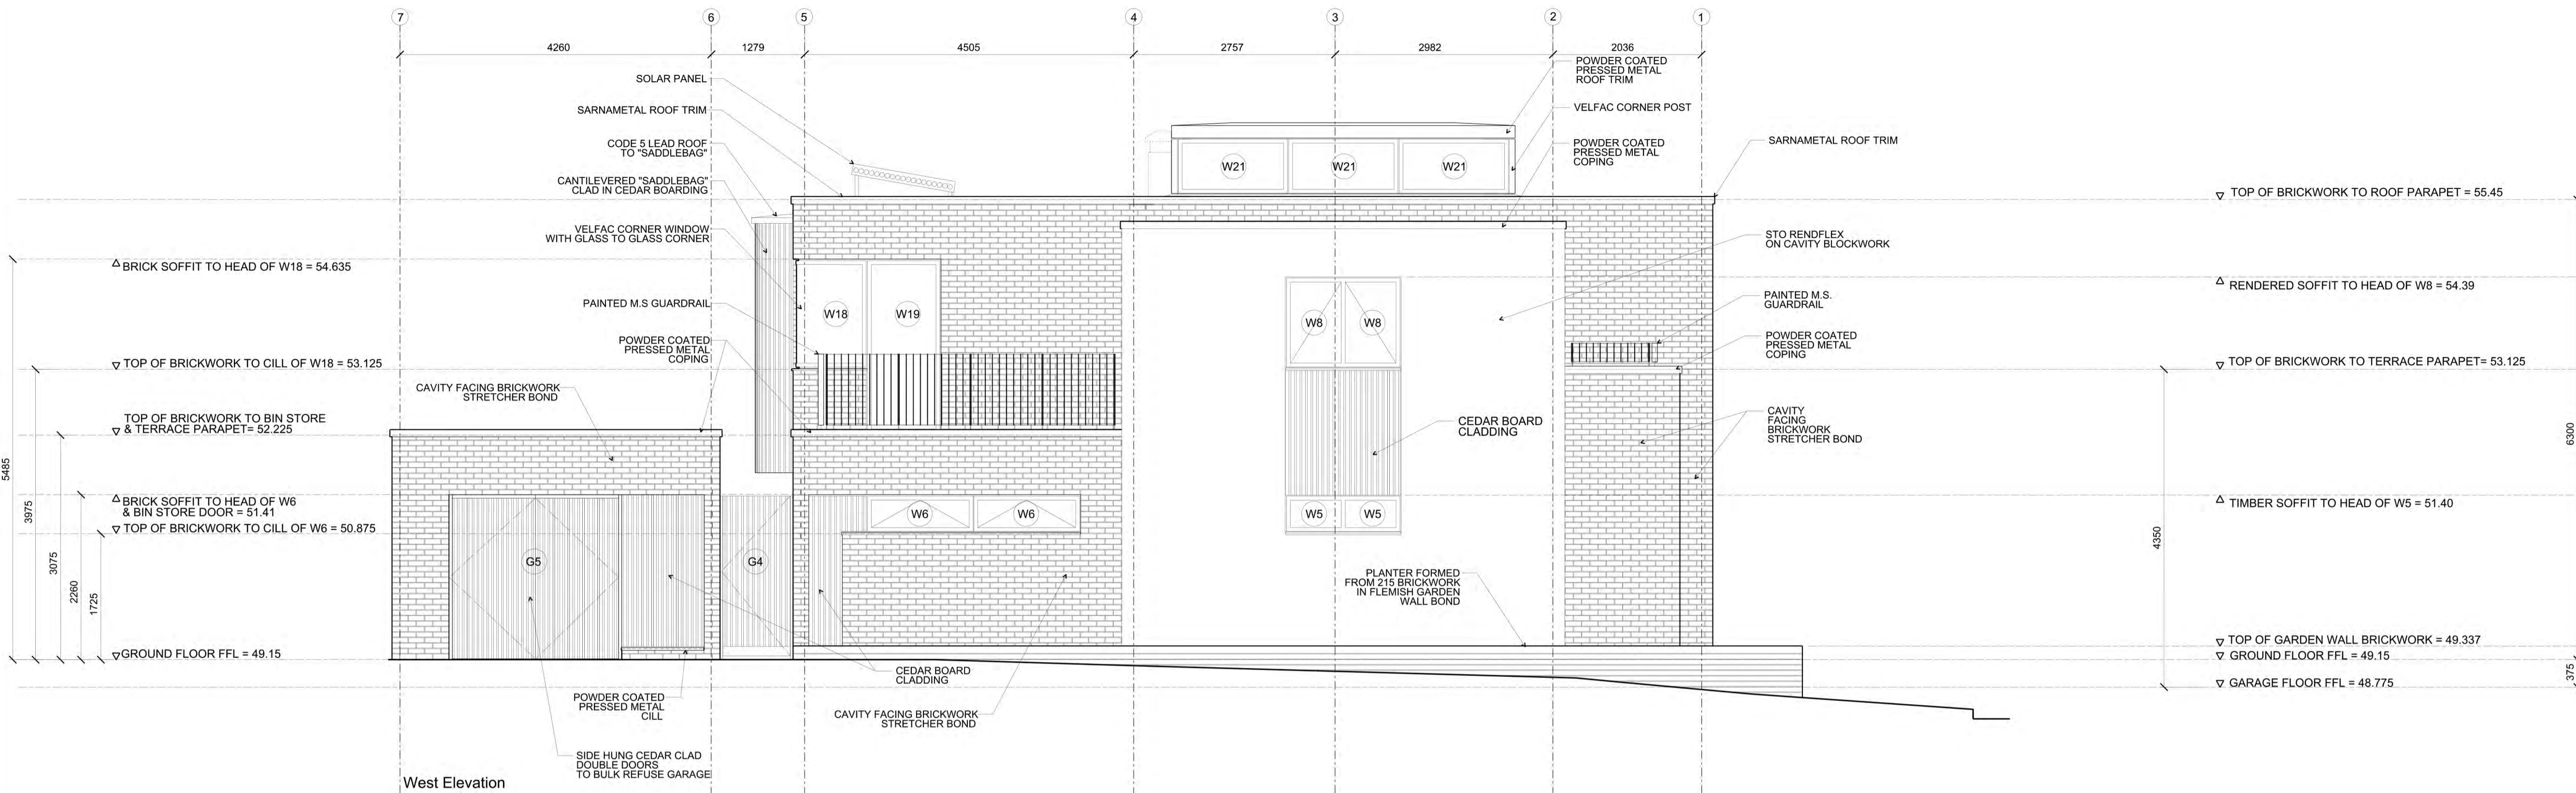 7
6
5
4
3
2
1
4260
1279
4505
2757
2982
2036
SOLAR PANEL
SARNAMETAL ROOF TRIM
CODE 5 LEAD ROOF
TO "SADDLEBAG"
CANTILEVERED "SADDLEBAG"
CLAD IN CEDAR BOARDING
VELFAC CORNER WINDOW
WITH GLASS TO GLASS CORNER
PAINTED M.S GUARDRAIL
POWDER COATED
PRESSED METAL
COPING
CAVITY FACING BRICKWORK
STRETCHER BOND
BRICK SOFFIT TO HEAD OF W18 = 54.635
TOP OF BRICKWORK TO CILL OF W18 = 53.125
TOP OF BRICKWORK TO BIN STORE
& TERRACE PARAPET= 52.225
BRICK SOFFIT TO HEAD OF W6
& BIN STORE DOOR = 51.41
TOP OF BRICKWORK TO CILL OF W6 = 50.875
GROUND FLOOR FFL = 49.15
5485
3975
3075
2260
1725
W21
W21
W21
W18
W19
W8
W8
W6
W6
W5
W5
G5
G4
POWDER COATED
PRESSED METAL
ROOF TRIM
VELFAC CORNER POST
POWDER COATED
PRESSED METAL
COPING
SARNAMETAL ROOF TRIM
STO RENDFLEX
ON CAVITY BLOCKWORK
PAINTED M.S.
GUARDRAIL
POWDER COATED
PRESSED METAL
COPING
CEDAR BOARD
CLADDING
CAVITY
FACING
BRICKWORK
STRETCHER BOND
PLANTER FORMED
FROM 215 BRICKWORK
IN FLEMISH GARDEN
WALL BOND
CEDAR BOARD
CLADDING
POWDER COATED
PRESSED METAL
CILL
CAVITY FACING BRICKWORK
STRETCHER BOND
SIDE HUNG CEDAR CLAD
DOUBLE DOORS
TO BULK REFUSE GARAGE
TOP OF BRICKWORK TO ROOF PARAPET = 55.45
RENDERED SOFFIT TO HEAD OF W8 = 54.39
TOP OF BRICKWORK TO TERRACE PARAPET= 53.125
TIMBER SOFFIT TO HEAD OF W5 = 51.40
TOP OF GARDEN WALL BRICKWORK = 49.337
GROUND FLOOR FFL = 49.15
GARAGE FLOOR FFL = 48.775
4350
6300
375
West Elevation